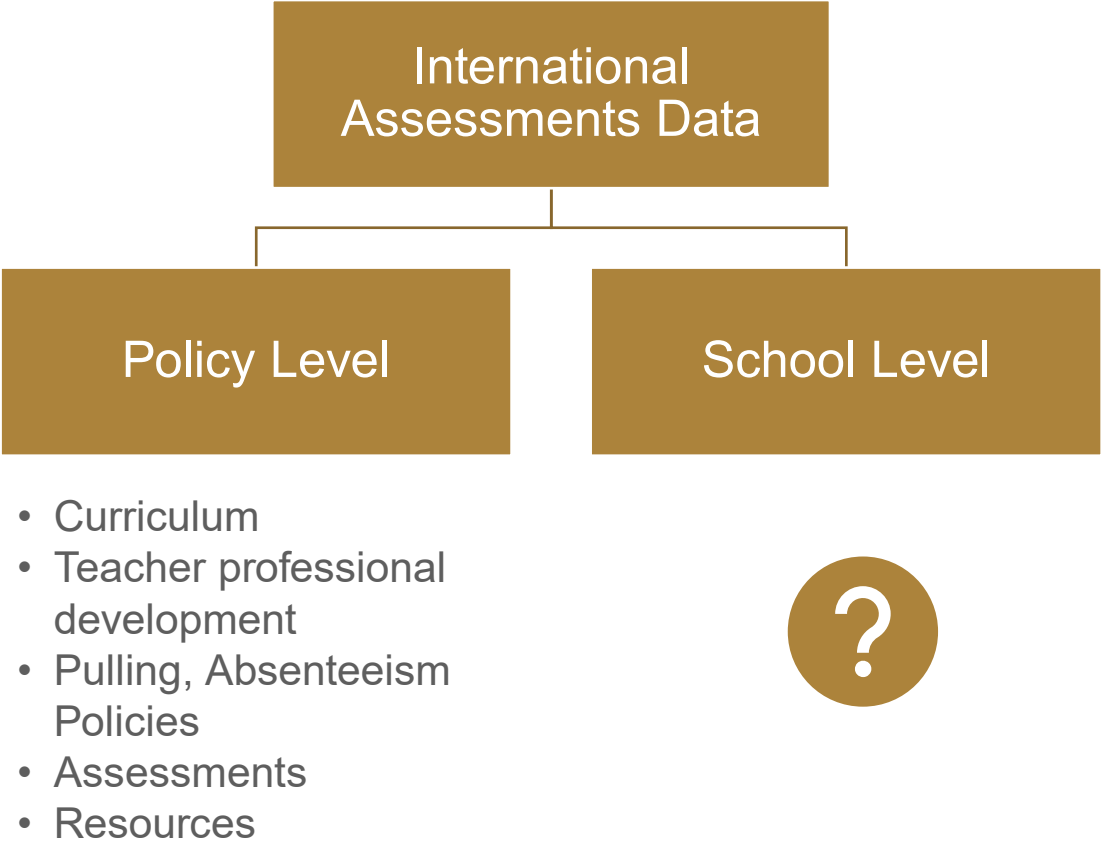 International
Assessments Data
Policy Level
School Level
• Curriculum
• Teacher professional
development
• Pulling, Absenteeism
Policies
• Assessments
• Resources
?